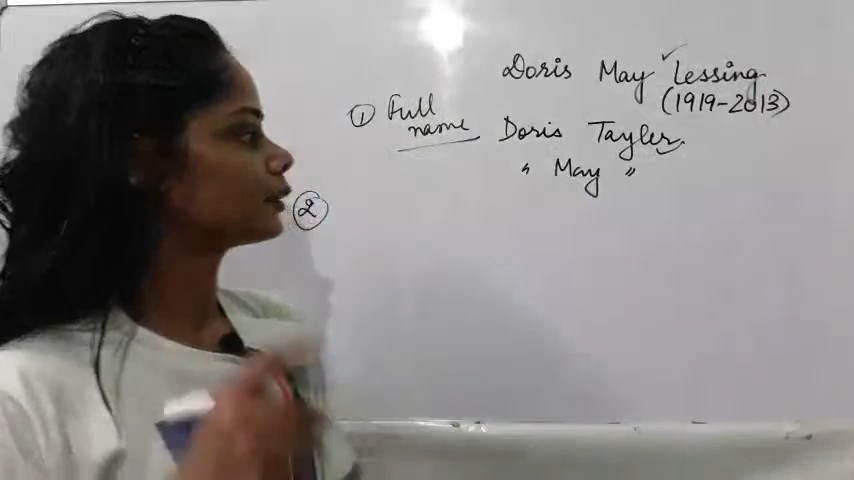 Doris May Lessing
(1919-2013)
① Full
name Doris Tayler
" May "
②